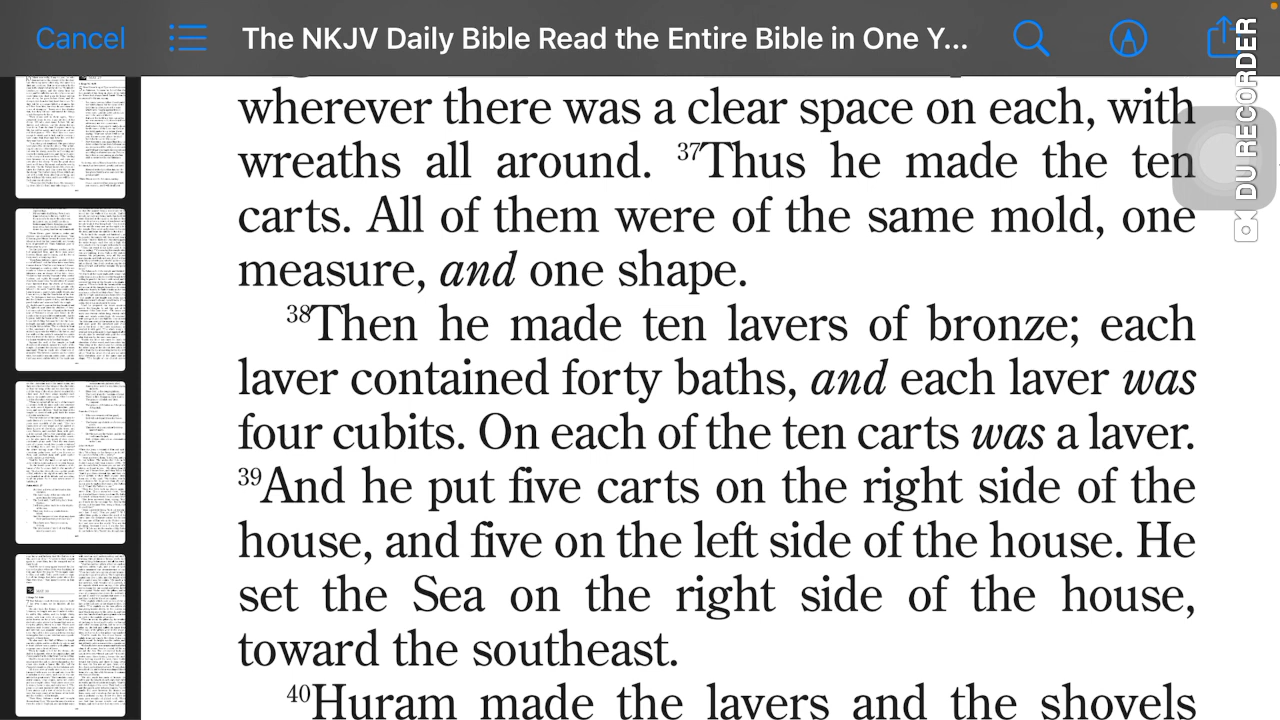 Cancel
The NKJV Daily Bible Read the Entire Bible in One Y...
DU RECORDER
wherever there was a clear space on each, with
wreaths all around. 37Thus he made the ten
carts. All of them were of the same mold, one
measure, and one shape.
38Then he made ten lavers of bronze; each
laver contained forty baths, and each laver was
four cubits. On each of the ten carts was a laver.
39And he put five carts on the right side of the
house, and five on the left side of the house. He
set the Sea on the right side of the house,
toward the southeast.
40Huram made the lavers and the shovels